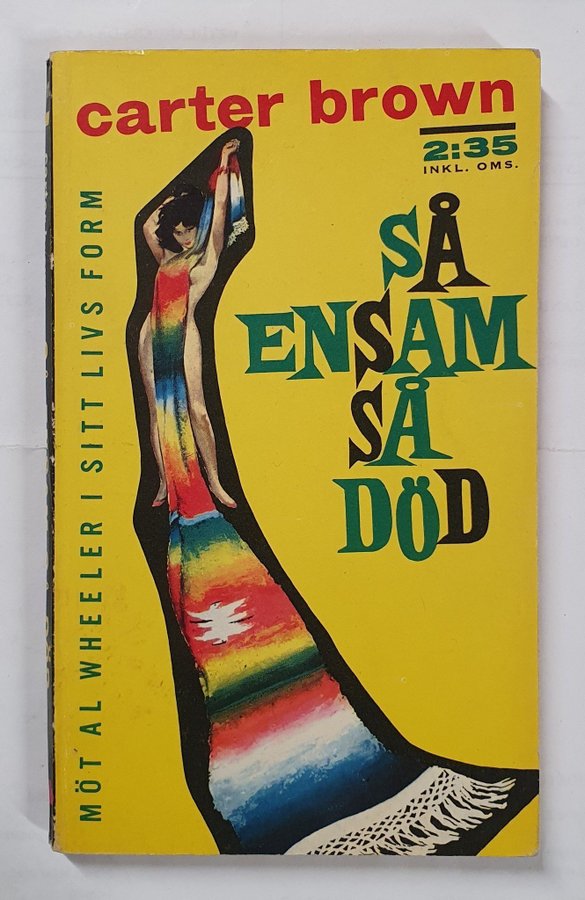 carter brown
2:35
INKL. OMS.
SÅ
ENSAM
SÅ
DÖD
MÖT AL WHEELER I SITT LIVS FORM